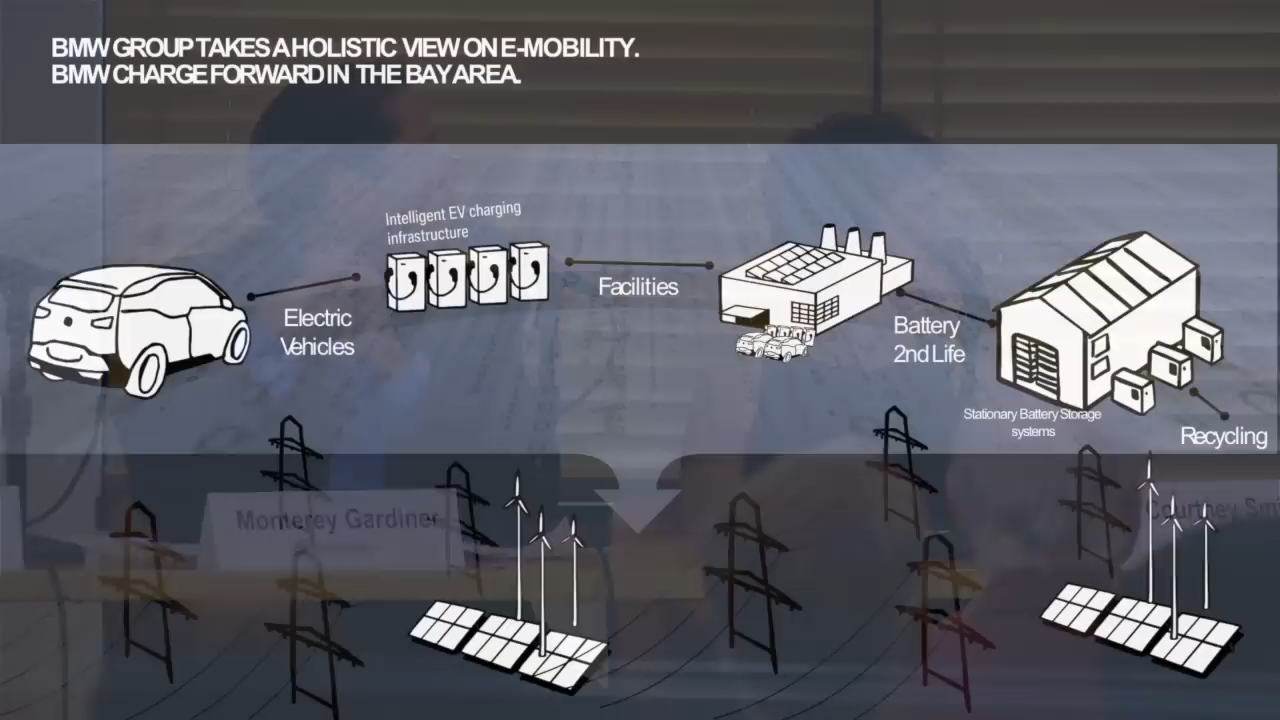 BMW GROUP TAKES A HOLISTIC VIEW ON E-MOBILITY.
BMW CHARGE FORWARD IN THE BAY AREA.
Intelligent EV charging
infrastructure
Electric
Vehicles
Facilities
Battery
2nd Life
Stationary Battery Storage
systems
Recycling
Monterey Gardiner
Courtney